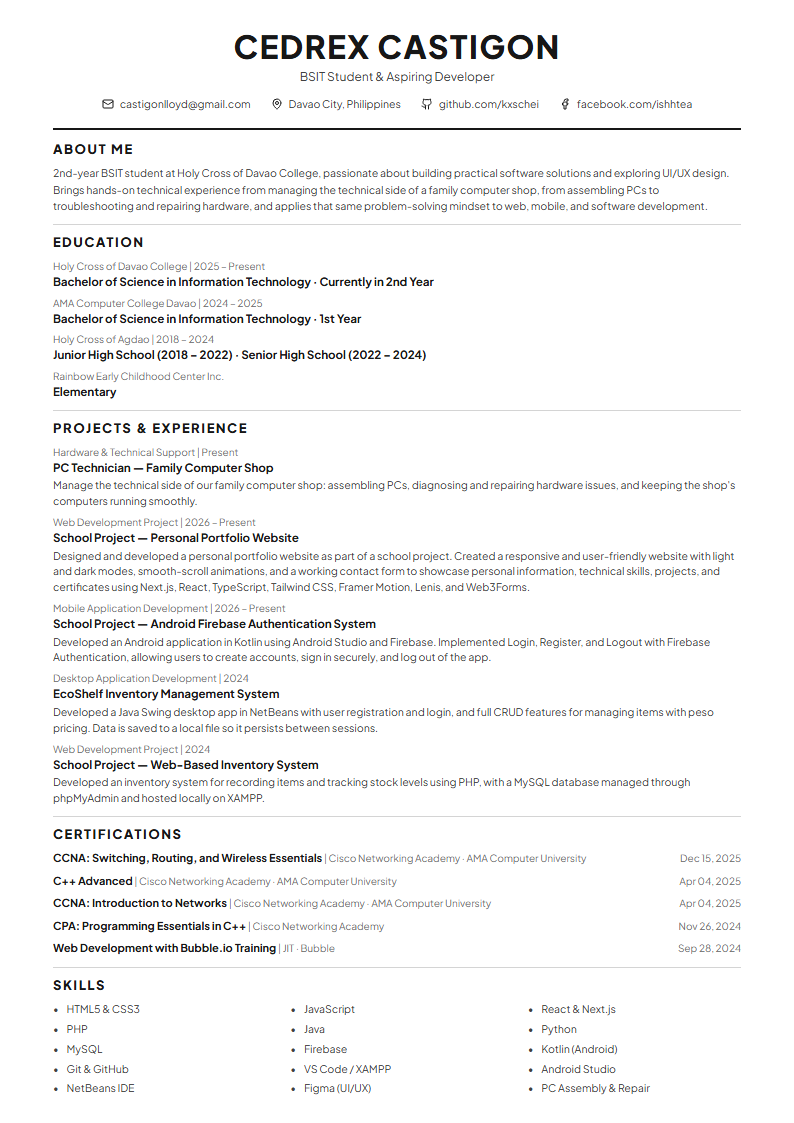 CEDREX CASTIGON
BSIT Student & Aspiring Developer
castigonlloyd@gmail.com Davao City, Philippines github.com/kxschei facebook.com/ishhtea
ABOUT ME
2nd-year BSIT student at Holy Cross of Davao College, passionate about building practical software solutions and exploring UI/UX design.
Brings hands-on technical experience from managing the technical side of a family computer shop, from assembling PCs to
troubleshooting and repairing hardware, and applies that same problem-solving mindset to web, mobile, and software development.
EDUCATION
Holy Cross of Davao College | 2025 – Present
Bachelor of Science in Information Technology · Currently in 2nd Year
AMA Computer College Davao | 2024 – 2025
Bachelor of Science in Information Technology · 1st Year
Holy Cross of Agdao | 2018 – 2024
Junior High School (2018 – 2022) · Senior High School (2022 – 2024)
Rainbow Early Childhood Center Inc.
Elementary
PROJECTS & EXPERIENCE
Hardware & Technical Support | Present
PC Technician — Family Computer Shop
Manage the technical side of our family computer shop: assembling PCs, diagnosing and repairing hardware issues, and keeping the shop's
computers running smoothly.
Web Development Project | 2026 – Present
School Project — Personal Portfolio Website
Designed and developed a personal portfolio website as part of a school project. Created a responsive and user-friendly website with light
and dark modes, smooth-scroll animations, and a working contact form to showcase personal information, technical skills, projects, and
certificates using Next.js, React, TypeScript, Tailwind CSS, Framer Motion, Lenis, and Web3Forms.
Mobile Application Development | 2026 – Present
School Project — Android Firebase Authentication System
Developed an Android application in Kotlin using Android Studio and Firebase. Implemented Login, Register, and Logout with Firebase
Authentication, allowing users to create accounts, sign in securely, and log out of the app.
Desktop Application Development | 2024
EcoShelf Inventory Management System
Developed a Java Swing desktop app in NetBeans with user registration and login, and full CRUD features for managing items with peso
pricing. Data is saved to a local file so it persists between sessions.
Web Development Project | 2024
School Project — Web-Based Inventory System
Developed an inventory system for recording items and tracking stock levels using PHP, with a MySQL database managed through
phpMyAdmin and hosted locally on XAMPP.
CERTIFICATIONS
CCNA: Switching, Routing, and Wireless Essentials | Cisco Networking Academy · AMA Computer University Dec 15, 2025
C++ Advanced | Cisco Networking Academy · AMA Computer University Apr 04, 2025
CCNA: Introduction to Networks | Cisco Networking Academy · AMA Computer University Apr 04, 2025
CPA: Programming Essentials in C++ | Cisco Networking Academy Nov 26, 2024
Web Development with Bubble.io Training | JIT · Bubble Sep 28, 2024
SKILLS
• HTML5 & CSS3 • JavaScript • React & Next.js
• PHP • Java • Python
• MySQL • Firebase • Kotlin (Android)
• Git & GitHub • VS Code / XAMPP • Android Studio
• NetBeans IDE • Figma (UI/UX) • PC Assembly & Repair